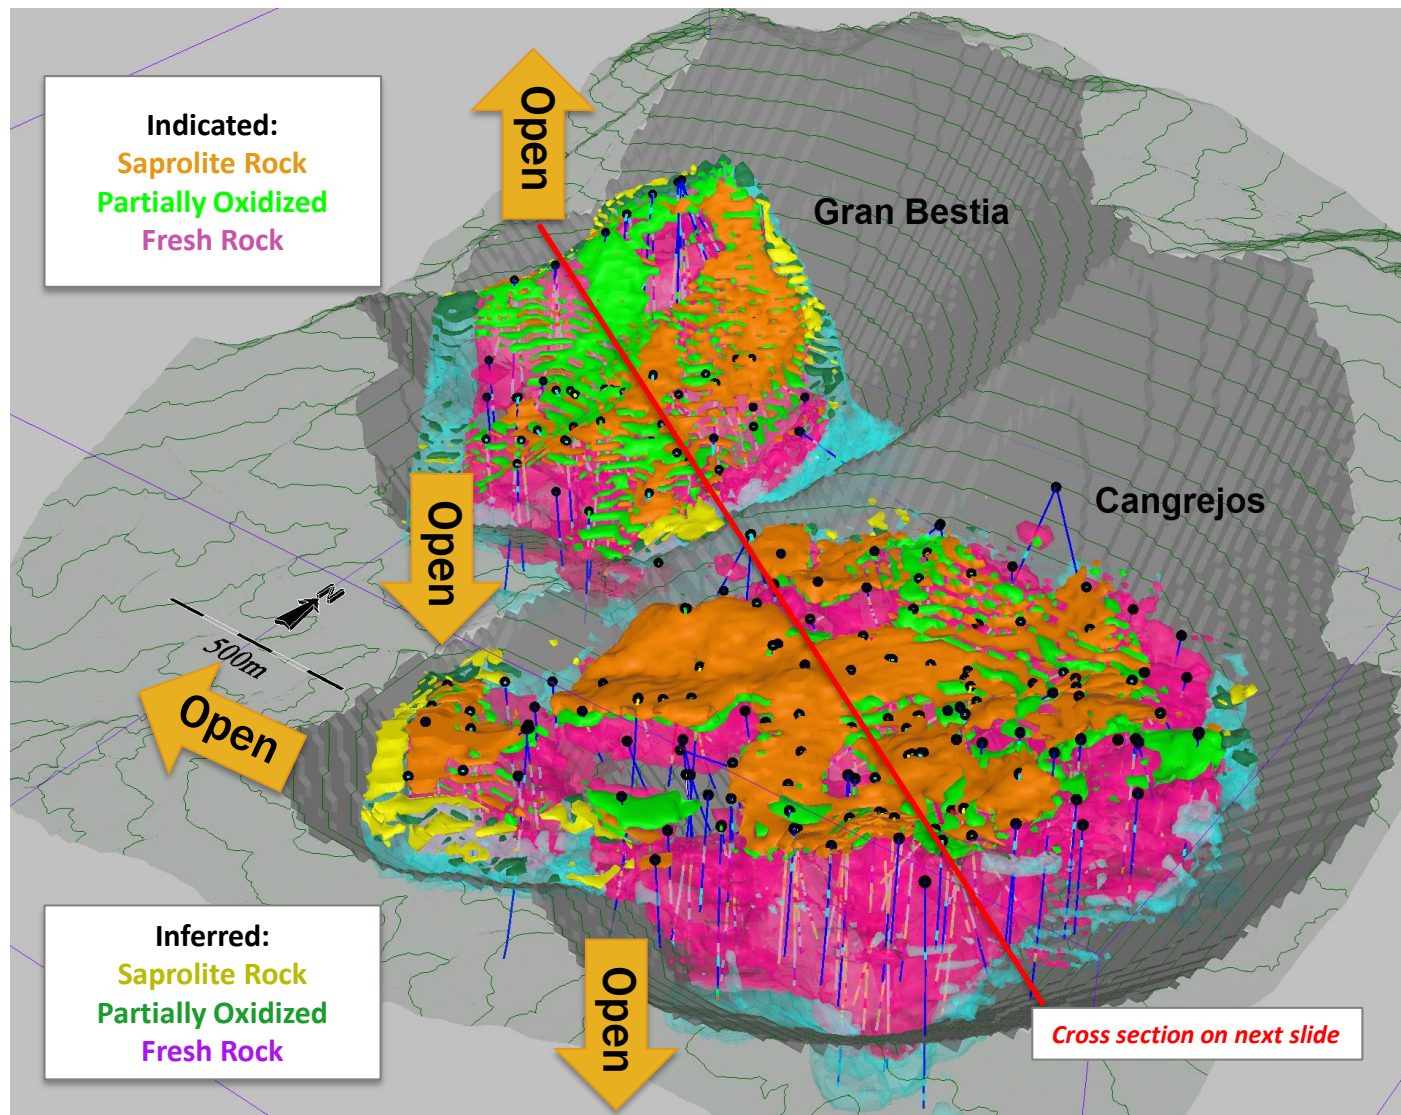 Open
Indicated:
Saprolite Rock
Partially Oxidized
Fresh Rock
Gran Bestia
Cangrejos
Open
N
500m
Open
Inferred:
Saprolite Rock
Partially Oxidized
Fresh Rock
Open
Cross section on next slide